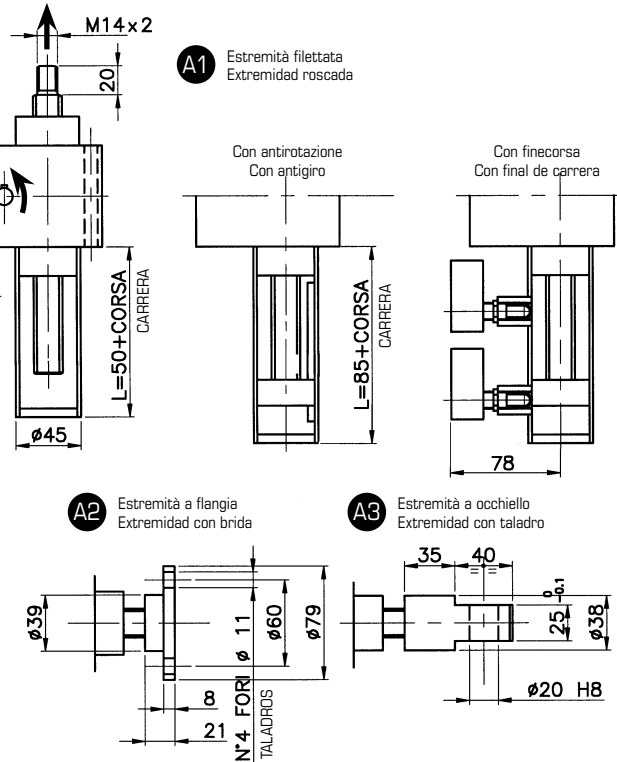 M14x2
20
A1
Estremità filettata
Extremidad roscada
Con antirotazione
Con antigiro
Con finecorsa
Con final de carrera
L=50+CORSA
CARRERA
L=85+CORSA
CARRERA
ø45
78
A2
Estremità a flangia
Extremidad con brida
A3
Estremità a occhiello
Extremidad con taladro
ø39
N°4 FORI ø 11
TALADROS
ø60
ø79
8
21
35
40
= =
25 0 -0.1
ø38
ø20 H8